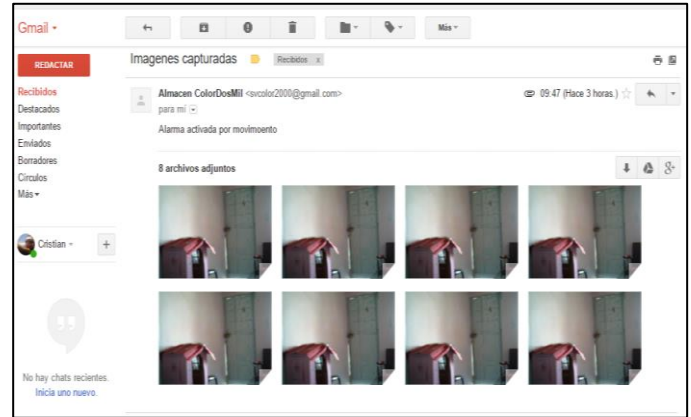 Gmail
Más
REDACTAR
Imagenes capturadas
Recibidos x
Recibidos
Destacados
Importantes
Enviados
Borradores
Círculos
Más
Almacen ColorDosMil <svcolor2000@gmail.com>
09:47 (Hace 3 horas.)
para mí
Alarma activada por movimoento
8 archivos adjuntos
Cristian
No hay chats recientes.
Inicia uno nuevo.